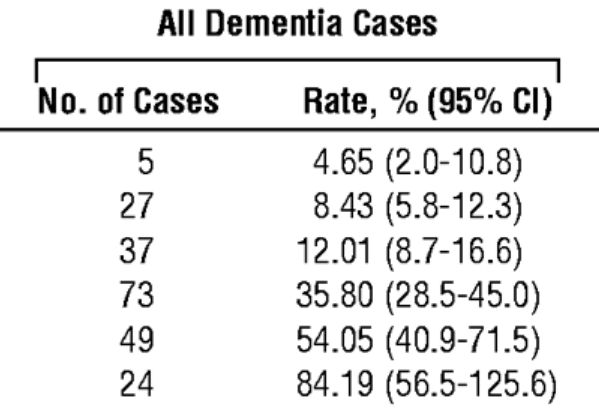 All Dementia Cases
No. of Cases Rate, % (95% CI)
5 4.65 (2.0-10.8)
27 8.43 (5.8-12.3)
37 12.01 (8.7-16.6)
73 35.80 (28.5-45.0)
49 54.05 (40.9-71.5)
24 84.19 (56.5-125.6)